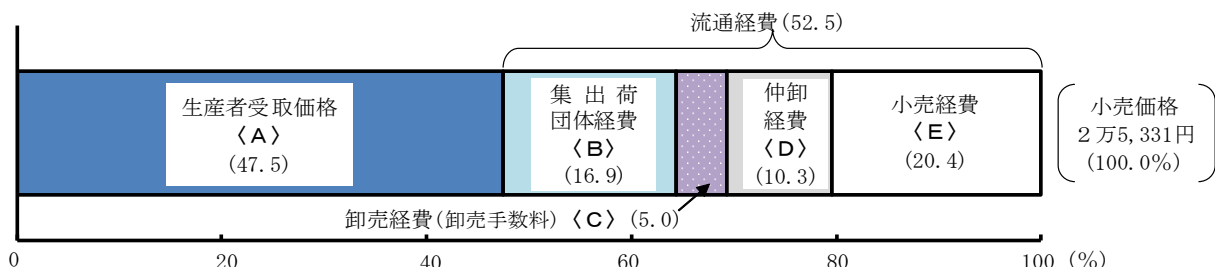 流通経費(52.5)
生産者受取価格
〈A〉
(47.5)
集出荷
団体経費
〈B〉
(16.9)
仲卸
経費
〈D〉
(10.3)
小売経費
〈E〉
(20.4)
小売価格
2万5,331円
(100.0%)
卸売経費(卸売手数料)〈C〉(5.0)
0 20 40 60 80 100 (%)